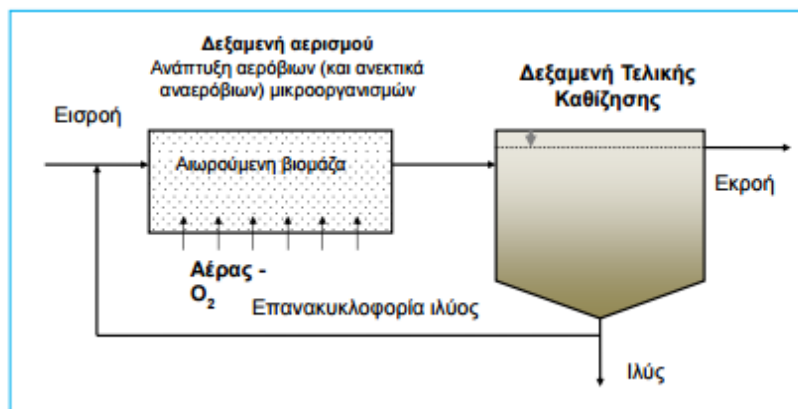 Δεξαμενή αερισμού
Ανάπτυξη αερόβιων (και ανεκτικά
αναερόβιων) μικροοργανισμών
Δεξαμενή Τελικής
Καθίζησης
Εισροή
Αιωρούμενη βιομάζα
Εκροή
Αέρας -
O2
Επανακυκλοφορία ιλύος
Ιλύς